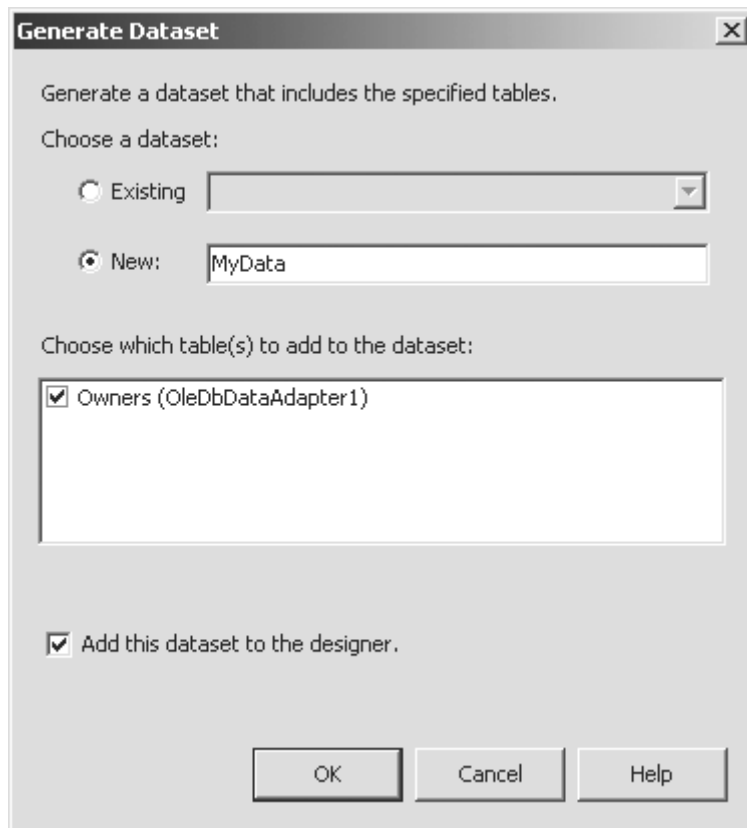 Generate Dataset
Generate a dataset that includes the specified tables.
Choose a dataset:
Existing
New: MyData
Choose which table(s) to add to the dataset:
Owners (OleDbDataAdapter1)
Add this dataset to the designer.
OK Cancel Help